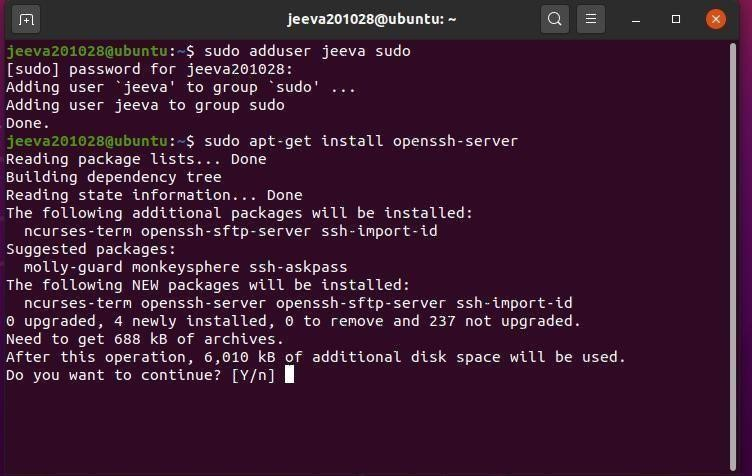 jeeva201028@ubuntu: ~
jeeva201028@ubuntu:~$ sudo adduser jeeva sudo
[sudo] password for jeeva201028:
Adding user `jeeva' to group `sudo' ...
Adding user jeeva to group sudo
Done.
jeeva201028@ubuntu:~$ sudo apt-get install openssh-server
Reading package lists... Done
Building dependency tree
Reading state information... Done
The following additional packages will be installed:
  ncurses-term openssh-sftp-server ssh-import-id
Suggested packages:
  molly-guard monkeysphere ssh-askpass
The following NEW packages will be installed:
  ncurses-term openssh-server openssh-sftp-server ssh-import-id
0 upgraded, 4 newly installed, 0 to remove and 237 not upgraded.
Need to get 688 kB of archives.
After this operation, 6,010 kB of additional disk space will be used.
Do you want to continue? [Y/n]